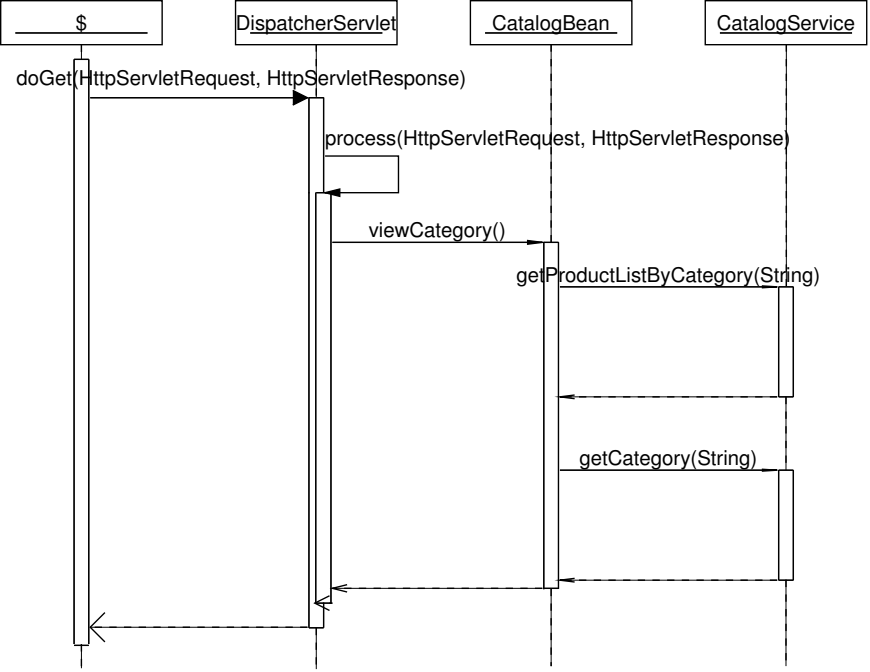 $ DispatcherServlet CatalogBean CatalogService
doGet(HttpServletRequest, HttpServletResponse)
process(HttpServletRequest, HttpServletResponse)
viewCategory()
getProductListByCategory(String)
getCategory(String)